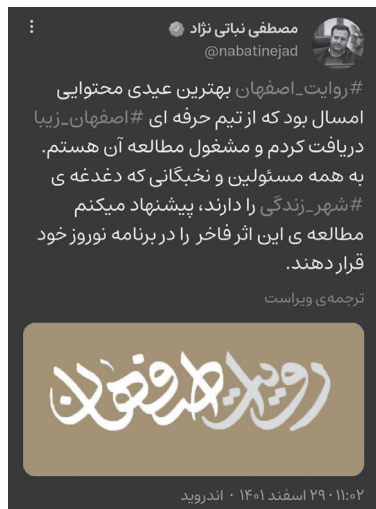 مصطفی نباتی نژاد
@nabatinejad
#روایت_اصفهان بهترین عیدی محتوایی
امسال بود که از تیم حرفه ای #اصفهان_زیبا
دریافت کردم و مشغول مطالعه آن هستم.
به همه مسئولین و نخبگانی که دغدغه ی
#شهر_زندگی را دارند، پیشنهاد میکنم
مطالعه ی این اثر فاخر را در برنامه نوروز خود
قرار دهند.
ترجمه‌ی ویراست
روایت اصفهان
۱۱:۰۲ · ۲۹ اسفند ۱۴۰۱ · اندروید